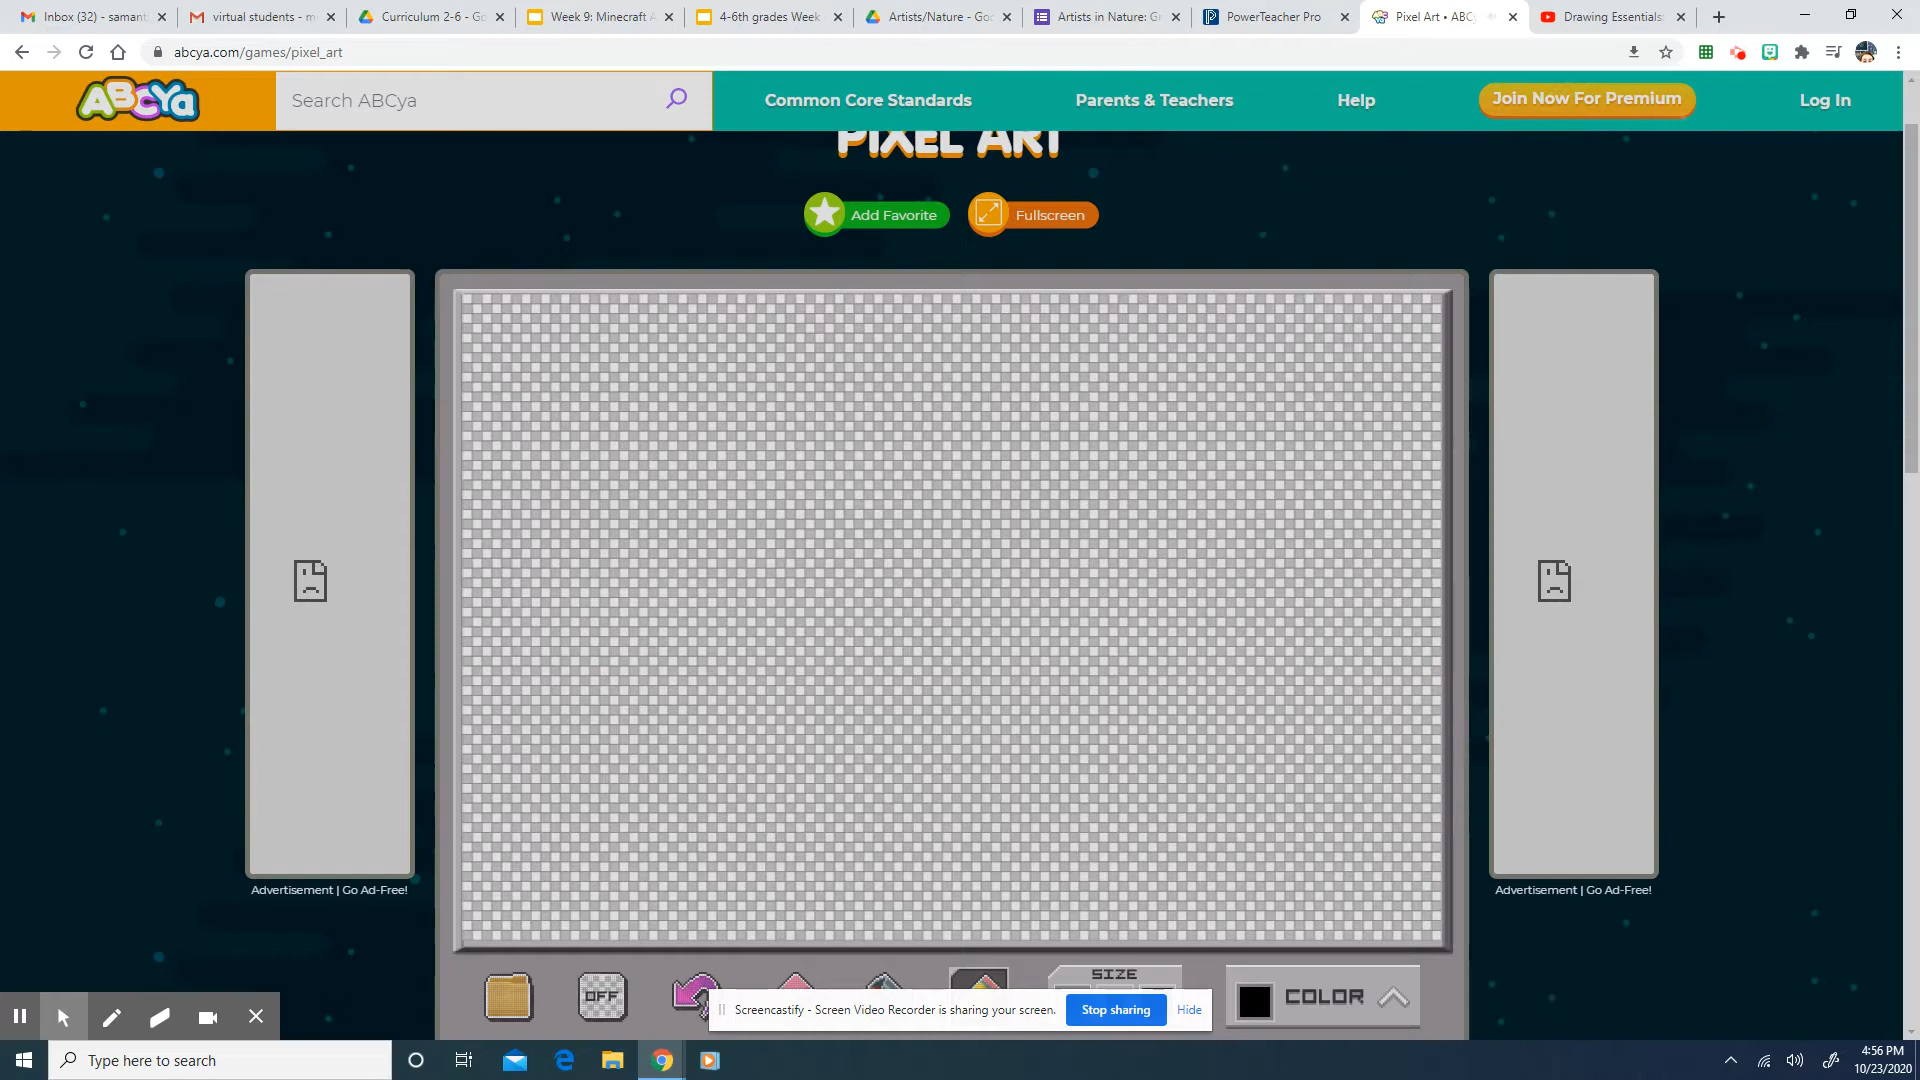 Inbox (32) - samant
virtual students - m
Curriculum 2-6 - Go
Week 9: Minecraft A
4-6th grades Week
Artists/Nature - Goo
Artists in Nature: Gr
PowerTeacher Pro
Pixel Art • ABCy
Drawing Essentials
abcya.com/games/pixel_art
ABCYa
Search ABCya
Common Core Standards
Parents & Teachers
Help
Join Now For Premium
Log In
PIXEL ART
Add Favorite
Fullscreen
Advertisement | Go Ad-Free!
Advertisement | Go Ad-Free!
OFF
SIZE
COLOR
Screencastify - Screen Video Recorder is sharing your screen.
Stop sharing
Hide
Type here to search
4:56 PM
10/23/2020